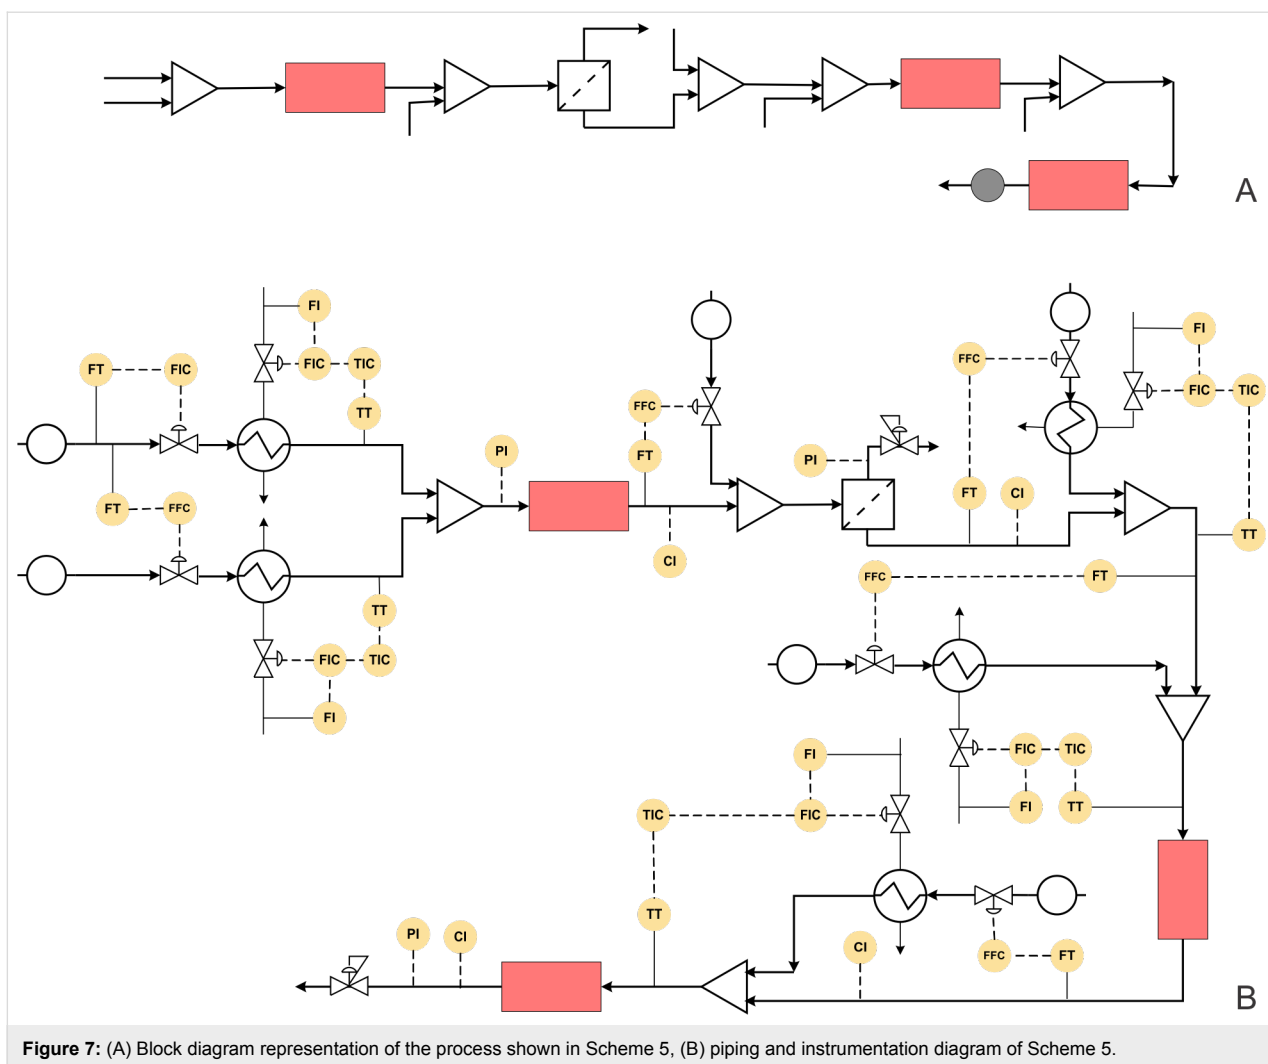 A
FI
FI
FT
FIC
FIC
TIC
FFC
FIC
TIC
TT
FFC
PI
FT
PI
FT
CI
FT
FFC
TT
CI
FFC
FT
TT
FIC
TIC
FI
FIC
TIC
FI
TIC
FIC
FI
TT
TT
PI
CI
CI
FFC
FT
B
Figure 7: (A) Block diagram representation of the process shown in Scheme 5, (B) piping and instrumentation diagram of Scheme 5.